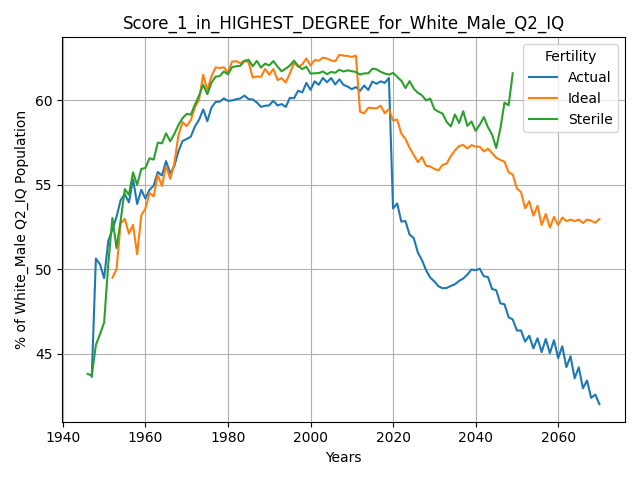 Score_1_in_HIGHEST_DEGREE_for_White_Male_Q2_IQ
% of White_Male Q2_IQ Population
60
55
50
45
Fertility
Actual
Ideal
Sterile
1940
1960
1980
2000
2020
2040
2060
Years